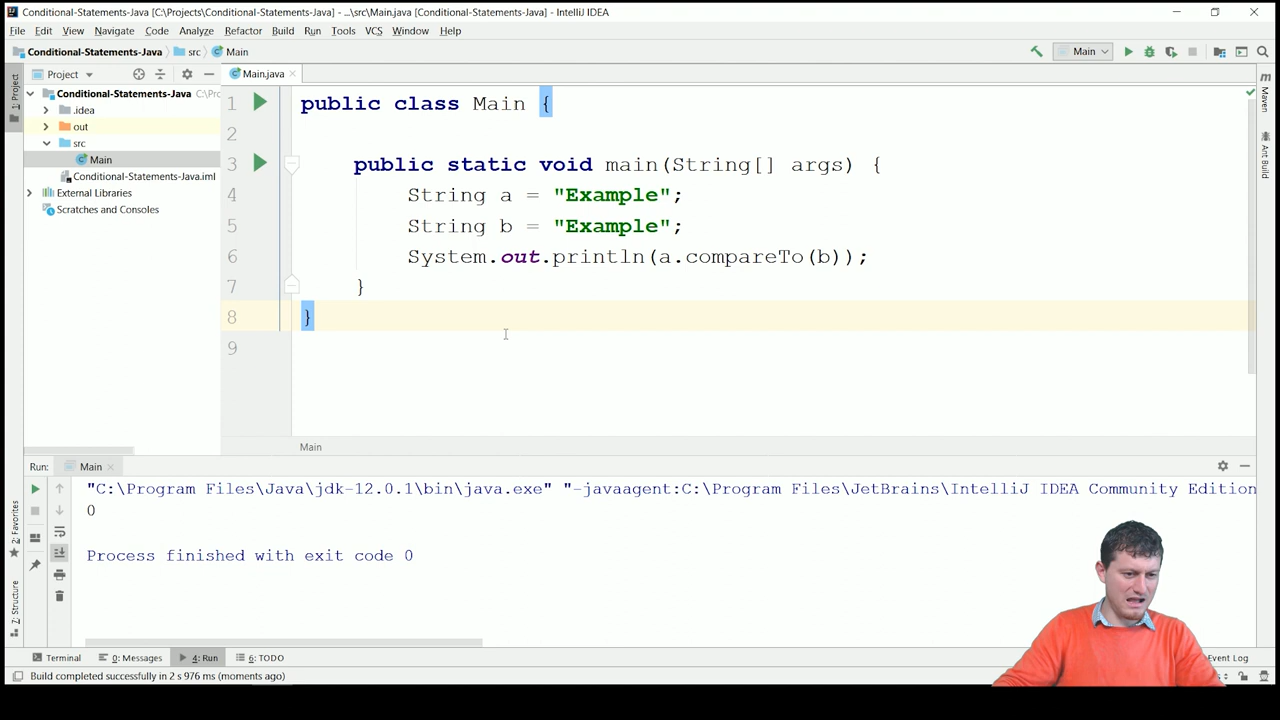 Conditional-Statements-Java [C:\Projects\Conditional-Statements-Java] - ...\src\Main.java [Conditional-Statements-Java] - IntelliJ IDEA
File Edit View Navigate Code Analyze Refactor Build Run Tools VCS Window Help
Conditional-Statements-Java src Main Main
Project Main.java
1: Project
Conditional-Statements-Java C:\Pro
.idea
out
src
Main
Conditional-Statements-Java.iml
External Libraries
Scratches and Consoles
1 public class Main {
2
3 public static void main(String[] args) {
4 String a = "Example";
5 String b = "Example";
6 System.out.println(a.compareTo(b));
7 }
8 }
9
Main
Maven
Ant Build
Run: Main
"C:\Program Files\Java\jdk-12.0.1\bin\java.exe" "-javaagent:C:\Program Files\JetBrains\IntelliJ IDEA Community Edition
0
Process finished with exit code 0
2: Favorites
7: Structure
Terminal 0: Messages 4: Run 6: TODO Event Log
Build completed successfully in 2 s 976 ms (moments ago)